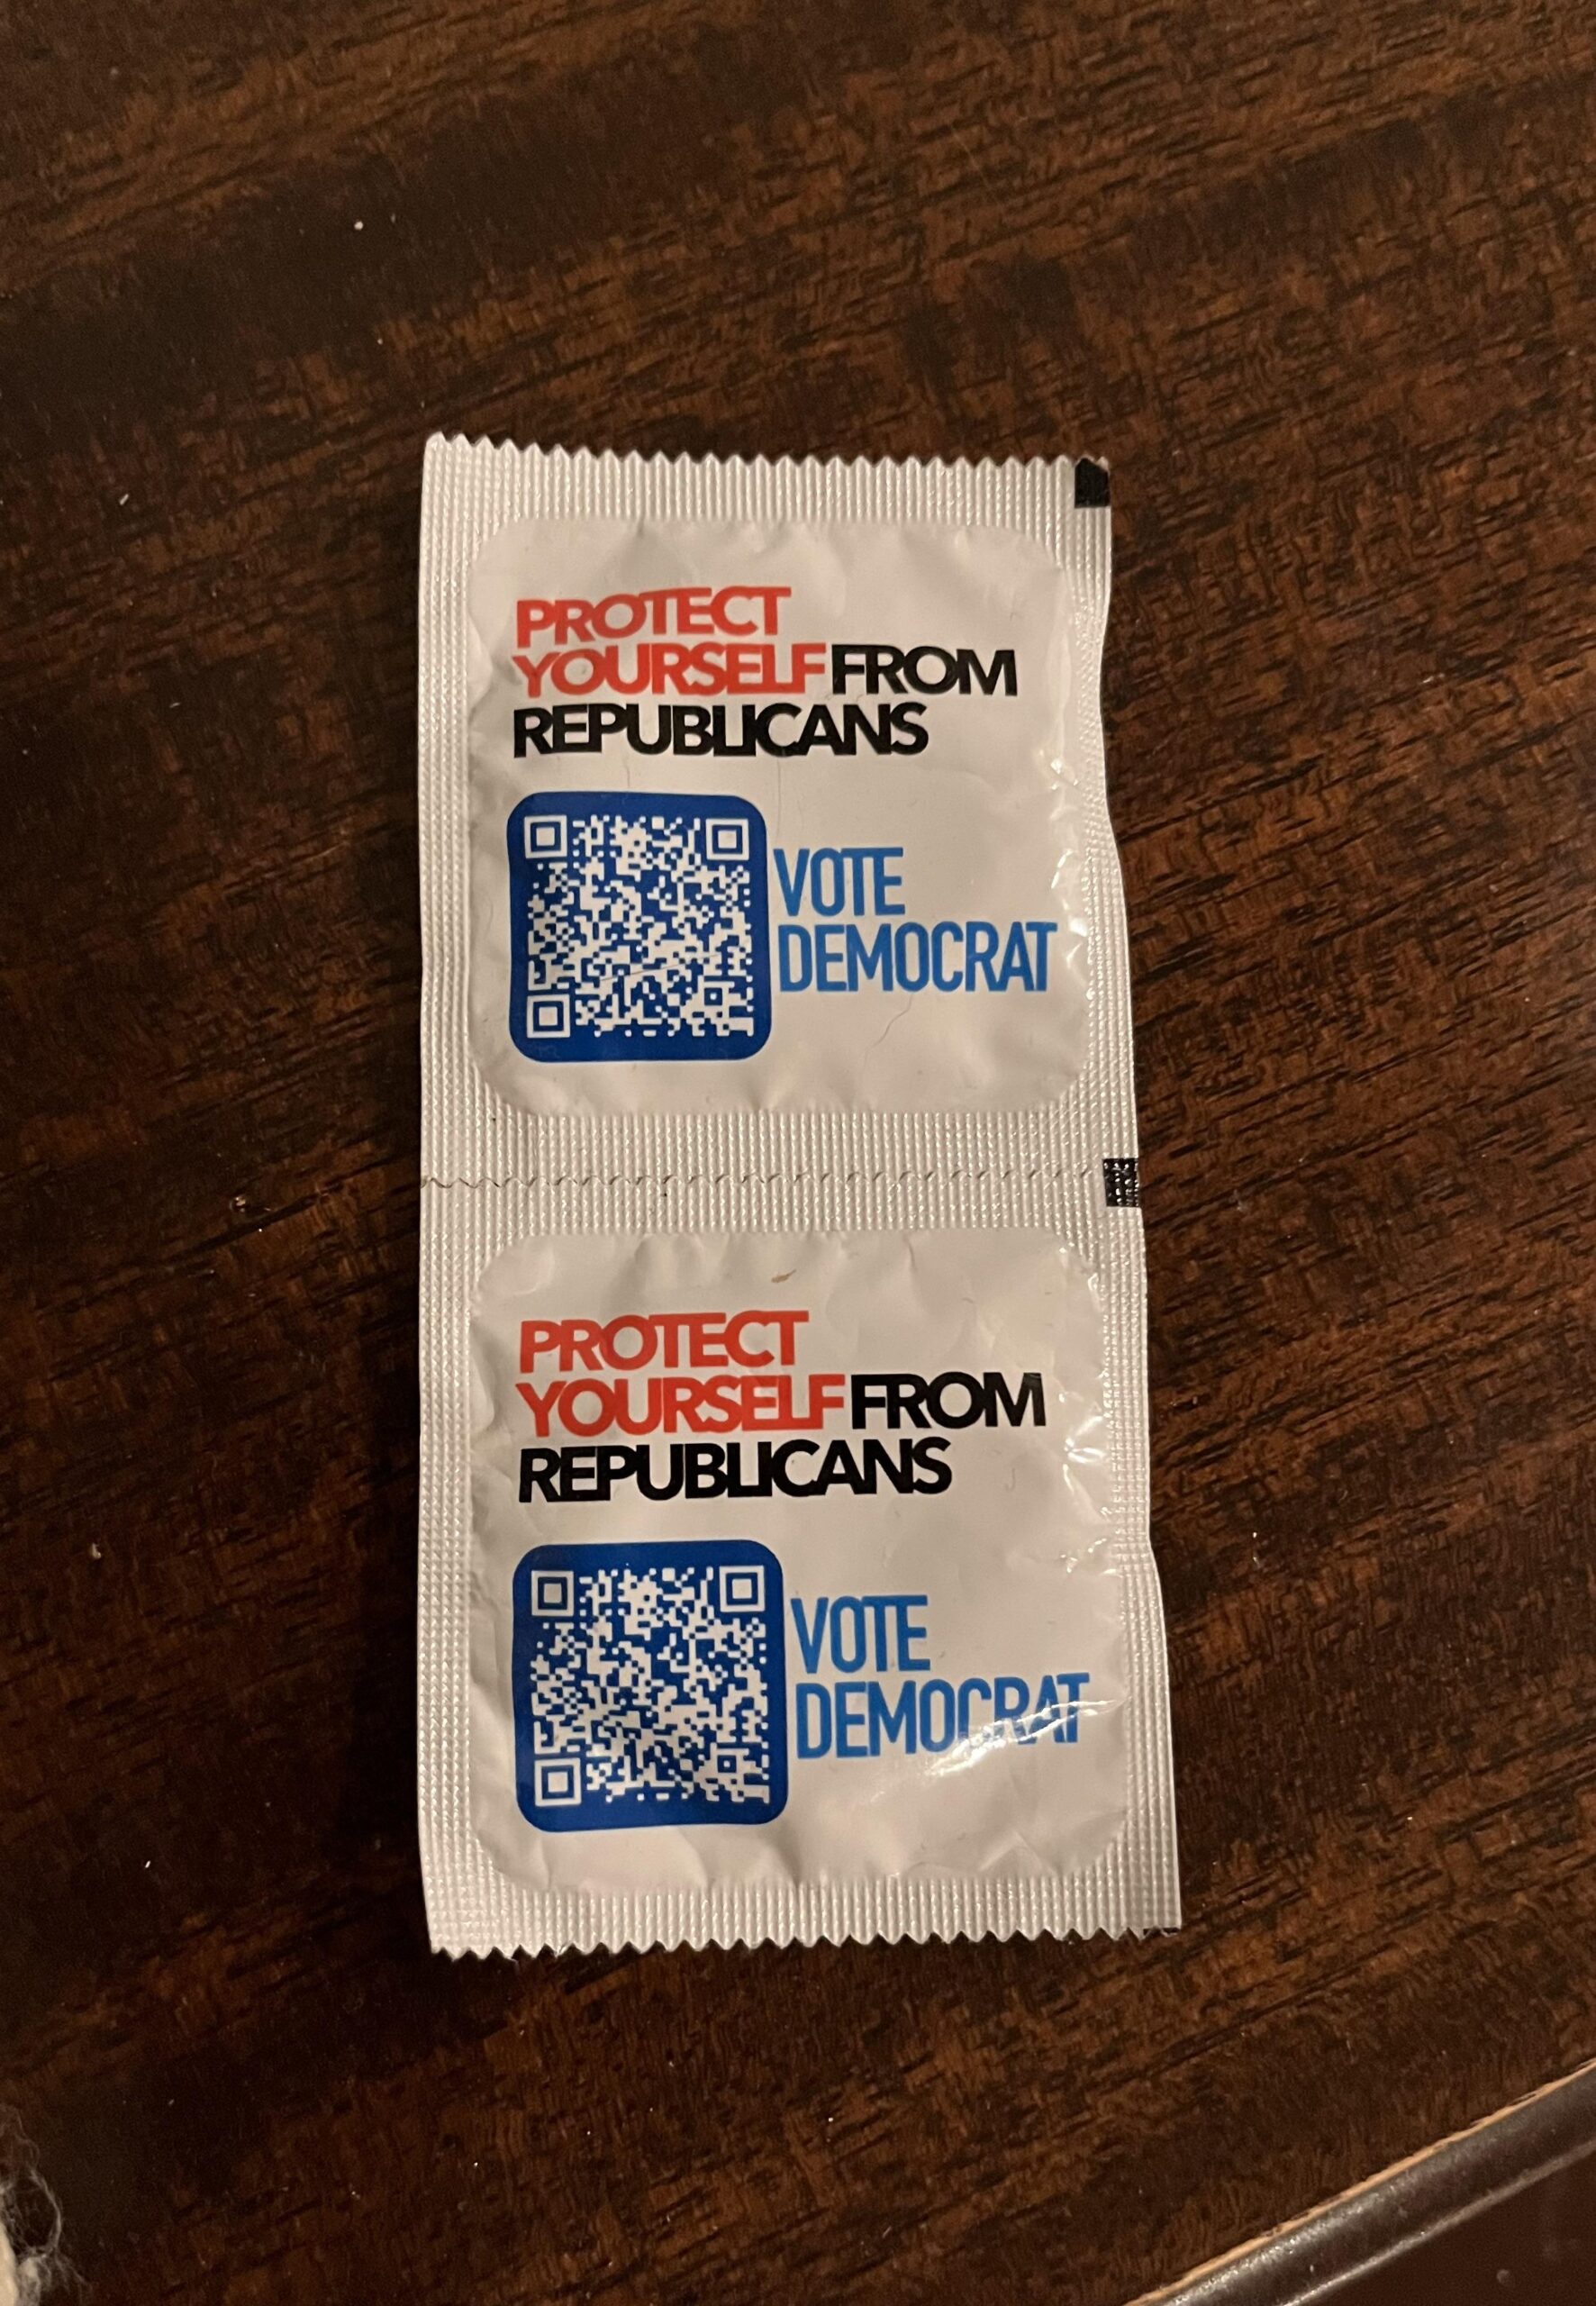 PROTECT
YOURSELF FROM
REPUBLICANS
VOTE
DEMOCRAT
PROTECT
YOURSELF FROM
REPUBLICANS
VOTE
DEMOCRAT